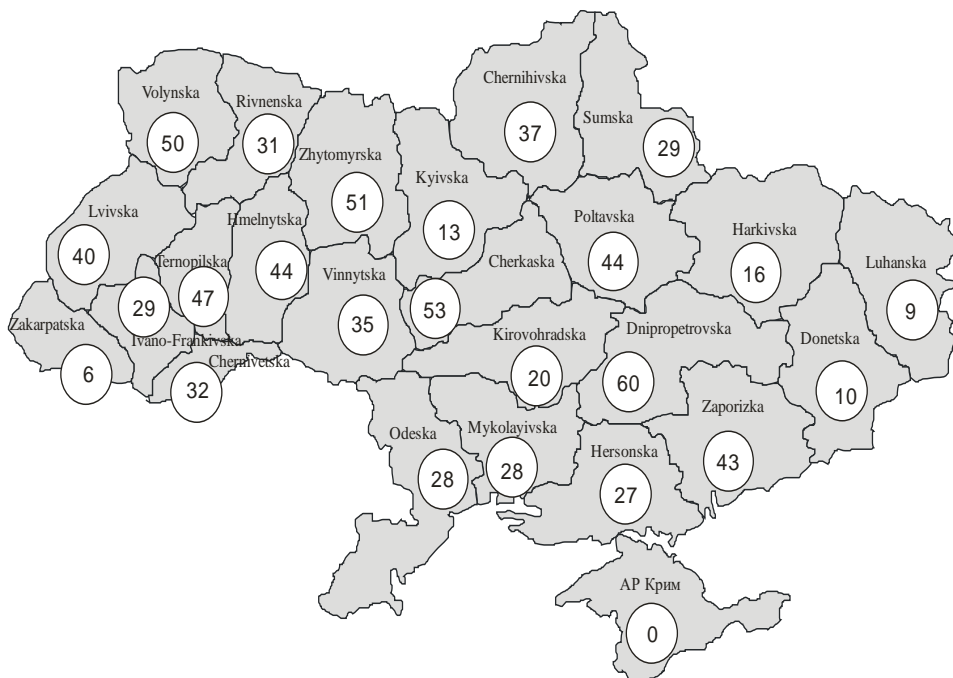 Chernihivska
37
Volynska
50
Rivnenska
31
Sumska
29
Zhytomyrska
51
Kyivska
13
Lvivska
40
Hmelnytska
44
Poltavska
44
Harkivska
16
Ternopilska
47
Vinnytska
35
Cherkaska
53
Luhanska
9
29
Ivano-Frankivska
Zakarpatska
6
Chernivetska
32
Kirovohradska
20
Dnipropetrovska
60
Donetska
10
Odeska
28
Mykolayivska
28
Hersonska
27
Zaporizka
43
АР Крим
0